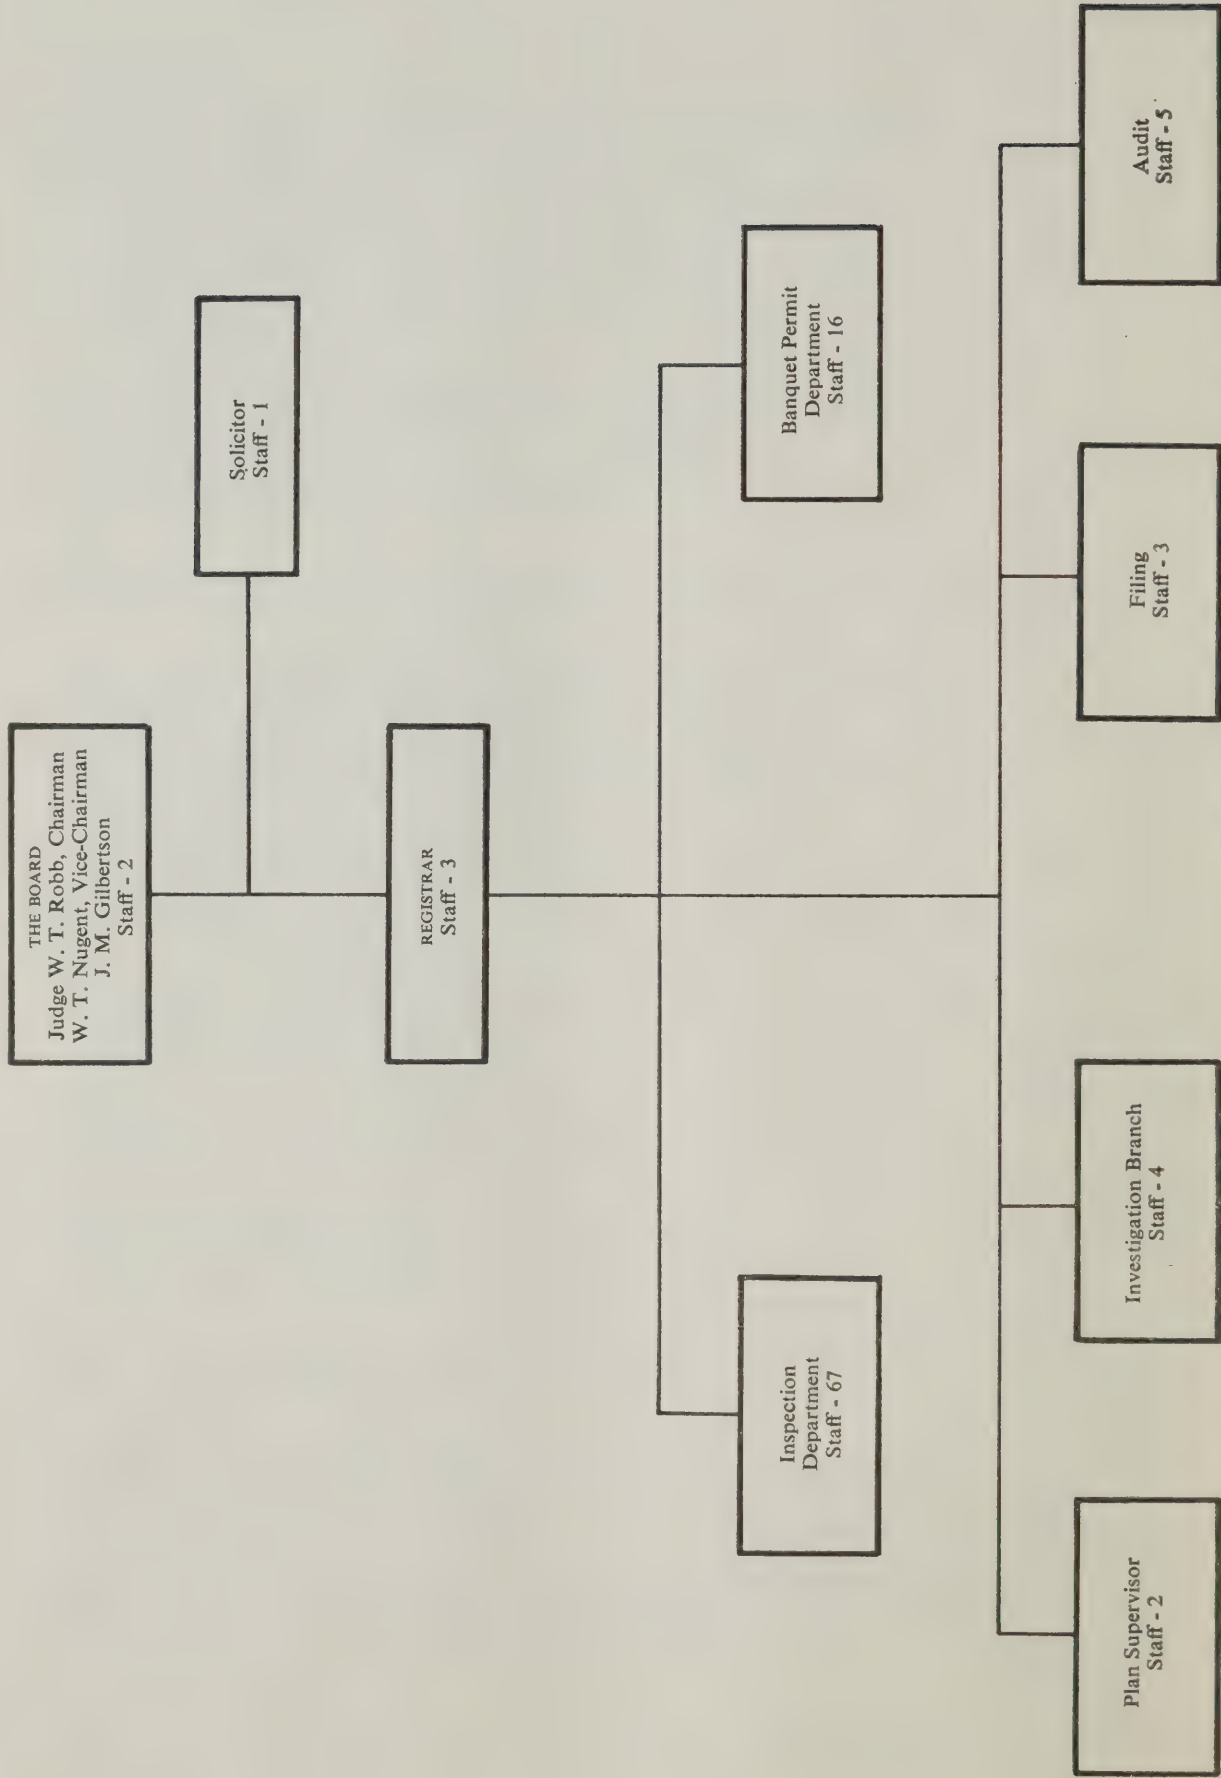 THE BOARD
Judge W. T. Robb, Chairman
W. T. Nugent, Vice-Chairman
J. M. Gilbertson
Staff - 2
Solicitor
Staff - 1
REGISTRAR
Staff - 3
Inspection
Department
Staff - 67
Banquet Permit
Department
Staff - 16
Plan Supervisor
Staff - 2
Investigation Branch
Staff - 4
Filing
Staff - 3
Audit
Staff - 5